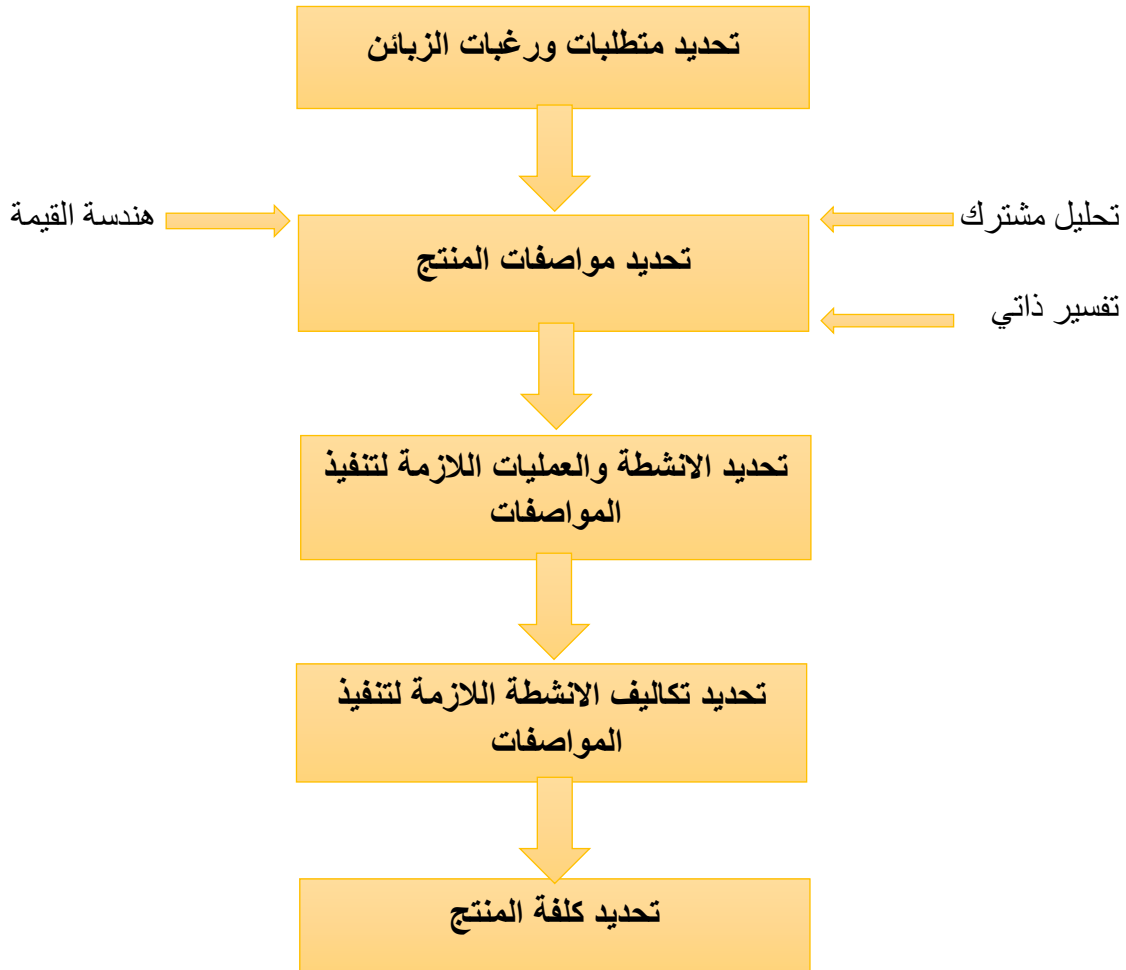 تحديد متطلبات ورغبات الزبائن
تحليل مشترك
هندسة القيمة
تحديد مواصفات المنتج
تفسير ذاتي
تحديد الانشطة والعمليات اللازمة لتنفيذ
المواصفات
تحديد تكاليف الانشطة اللازمة لتنفيذ
المواصفات
تحديد كلفة المنتج